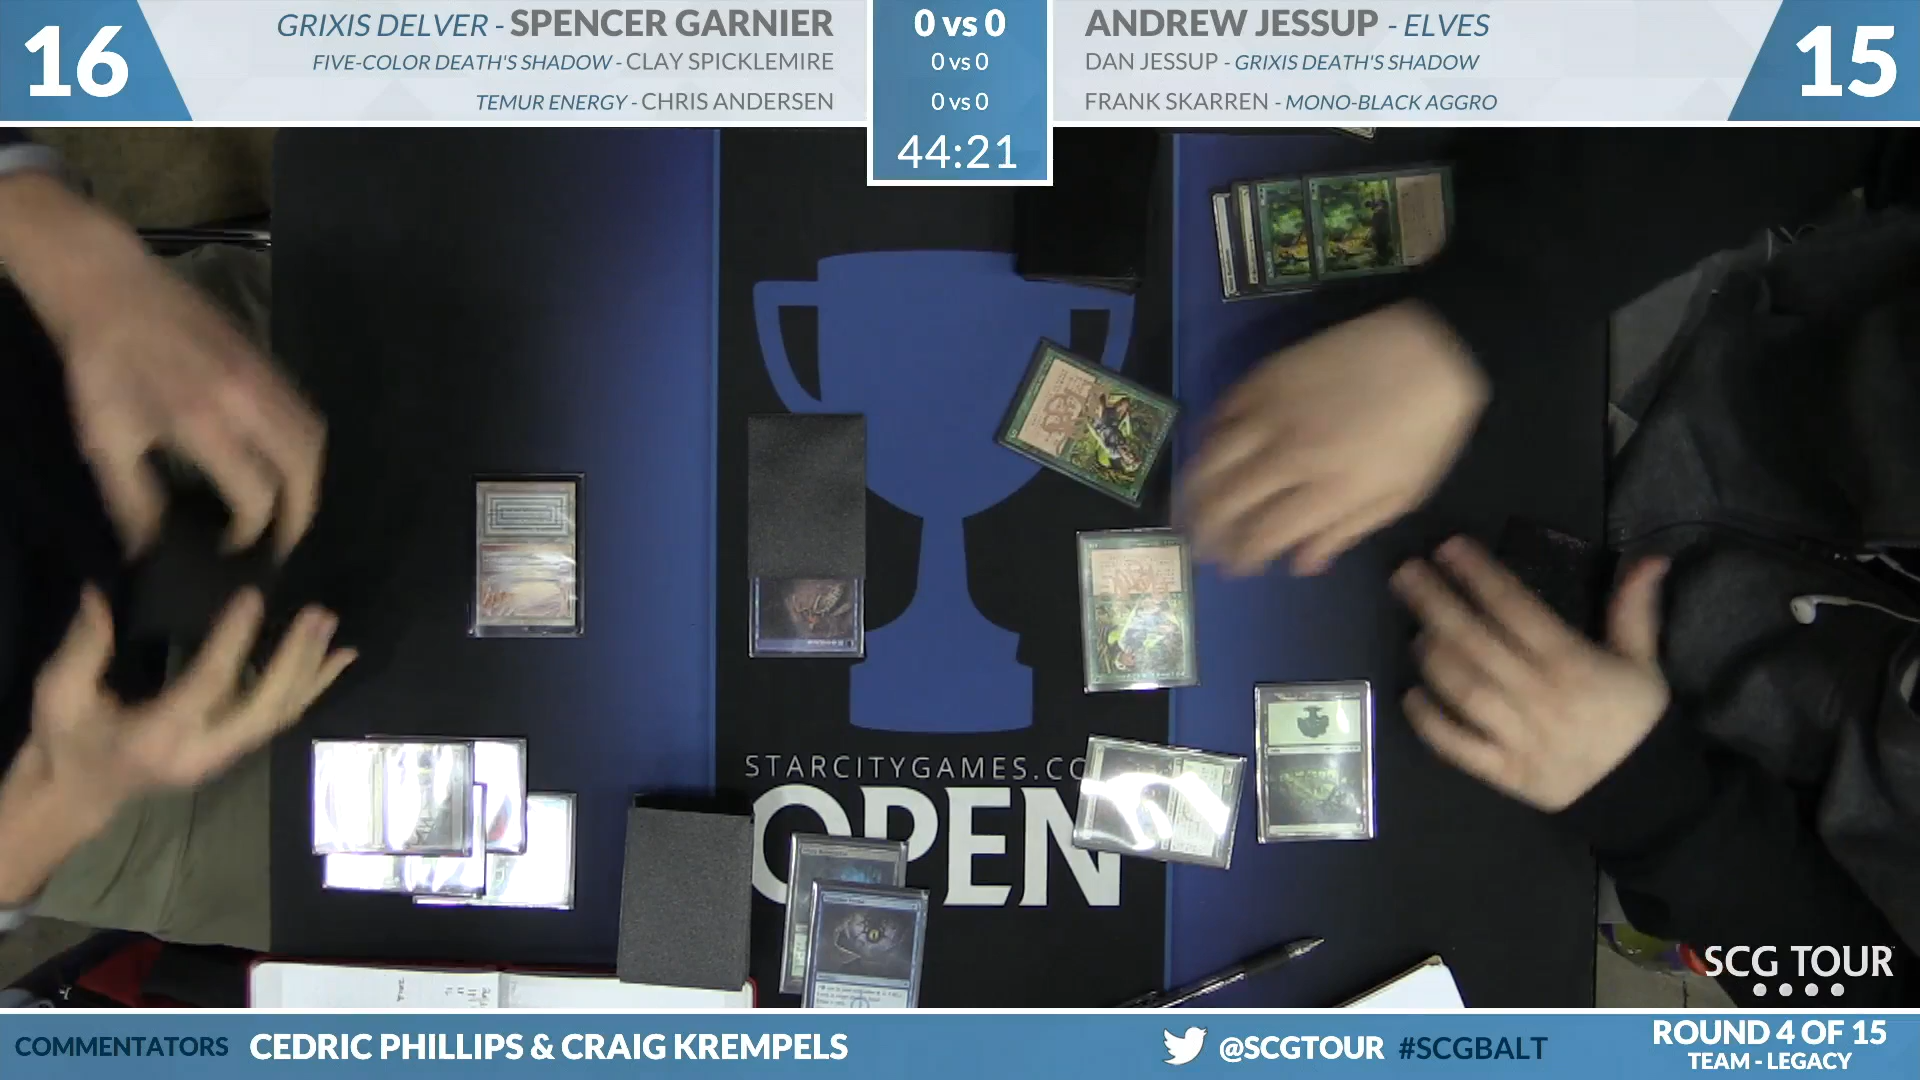 16
GRIXIS DELVER - SPENCER GARNIER
FIVE-COLOR DEATH'S SHADOW - CLAY SPICKLEMIRE
TEMUR ENERGY - CHRIS ANDERSEN
0 vs 0
0 vs 0
0 vs 0
44:21
ANDREW JESSUP - ELVES
DAN JESSUP - GRIXIS DEATH'S SHADOW
FRANK SKARREN - MONO-BLACK AGGRO
15
STARCITYGAMES.CO
OPEN
SCG TOUR
COMMENTATORS CEDRIC PHILLIPS & CRAIG KREMPELS
@SCGTOUR #SCGBALT
ROUND 4 OF 15
TEAM - LEGACY